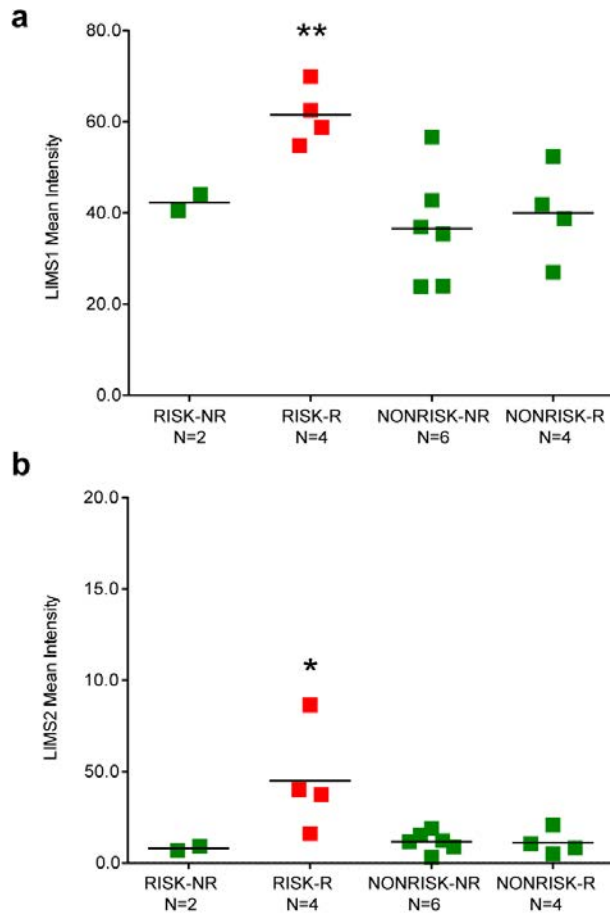 a
**
80.0
60.0
40.0
20.0
0.0
LIMS1 Mean Intensity
RISK-NR RISK-R NONRISK-NR NONRISK-R
N=2 N=4 N=6 N=4
b
20.0
15.0
10.0
50.0
0.0
LIMS2 Mean Intensity
*
RISK-NR RISK-R NONRISK-NR NONRISK-R
N=2 N=4 N=6 N=4